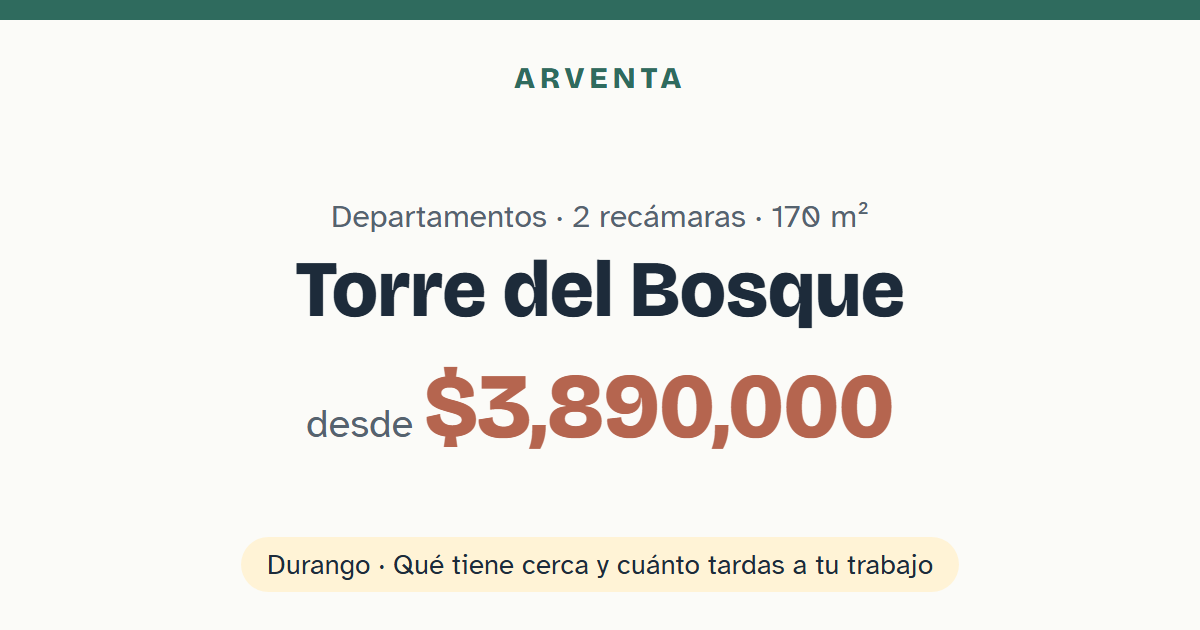 ARVENTA
Departamentos · 2 recámaras · 170 m²
Torre del Bosque
desde $3,890,000
Durango · Qué tiene cerca y cuánto tardas a tu trabajo